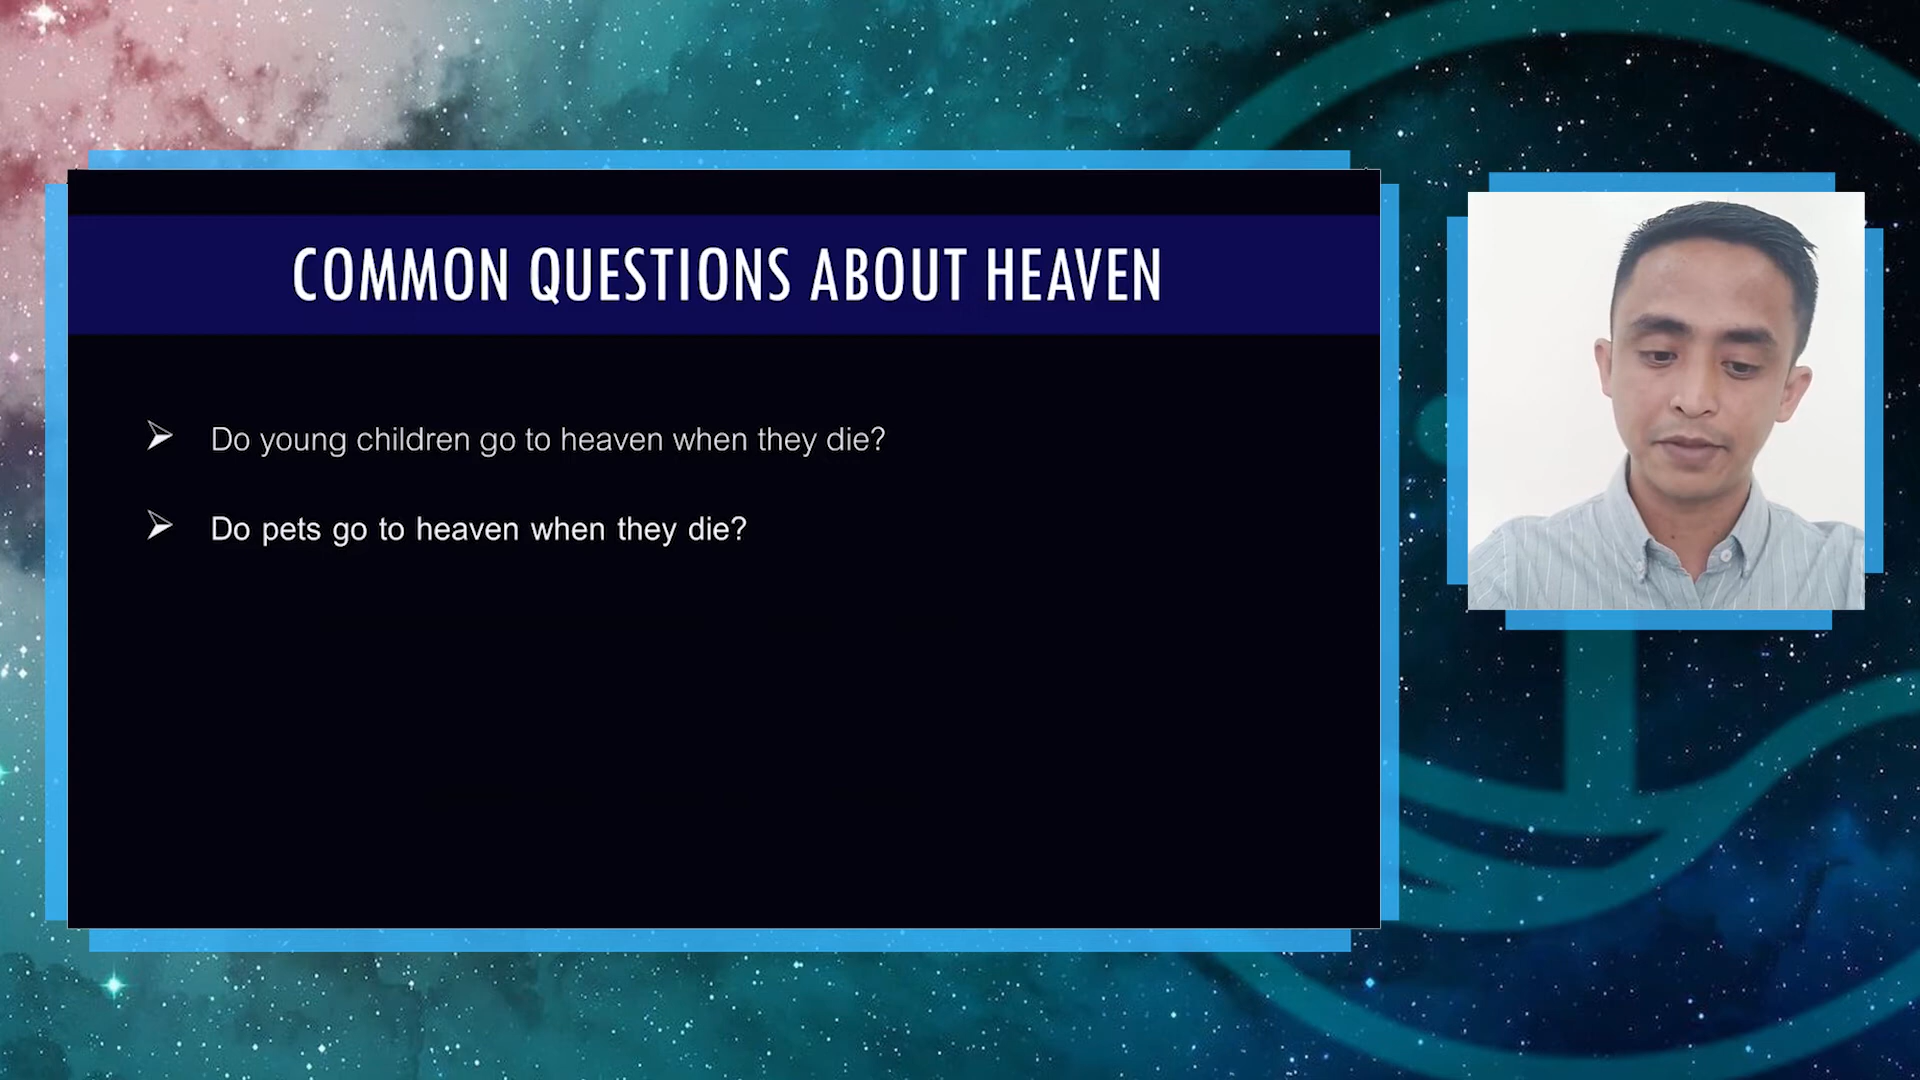 COMMON QUESTIONS ABOUT HEAVEN
Do young children go to heaven when they die?
Do pets go to heaven when they die?